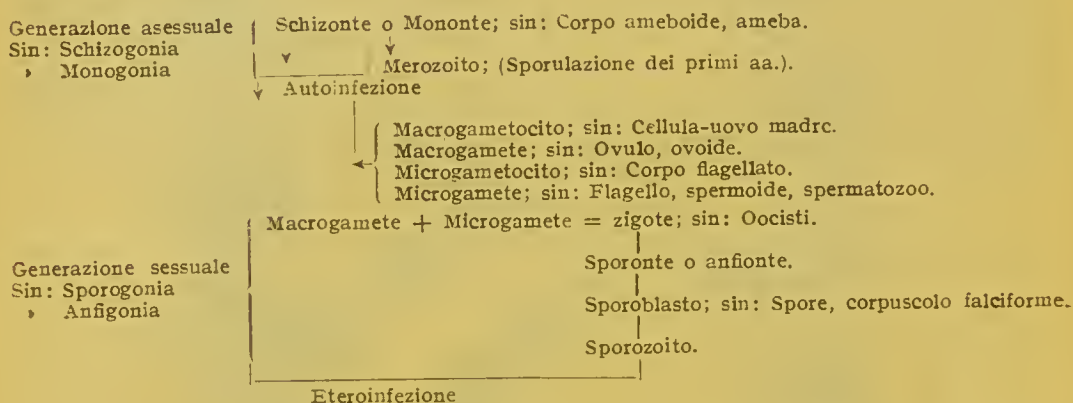 Generazione asessuale
Sin: Schizogonia
» Monogonia
Schizonte o Mononte; sin: Corpo ameboide, ameba.
Merozoito; (Sporulazione dei primi aa.).
Autoinfezione
Macrogametocito; sin: Cellula-uovo madre.
Macrogamete; sin: Ovulo, ovoide.
Microgametocito; sin: Corpo flagellato.
Microgamete; sin: Flagello, spermoide, spermatozoo.
Macrogamete + Microgamete = zigote; sin: Oocisti.
Generazione sessuale
Sin: Sporogonia
» Anfigonia
Sporonte o anfionte.
Sporoblasto; sin: Spore, corpuscolo falciforme.
Sporozoito.
Eteroinfezione